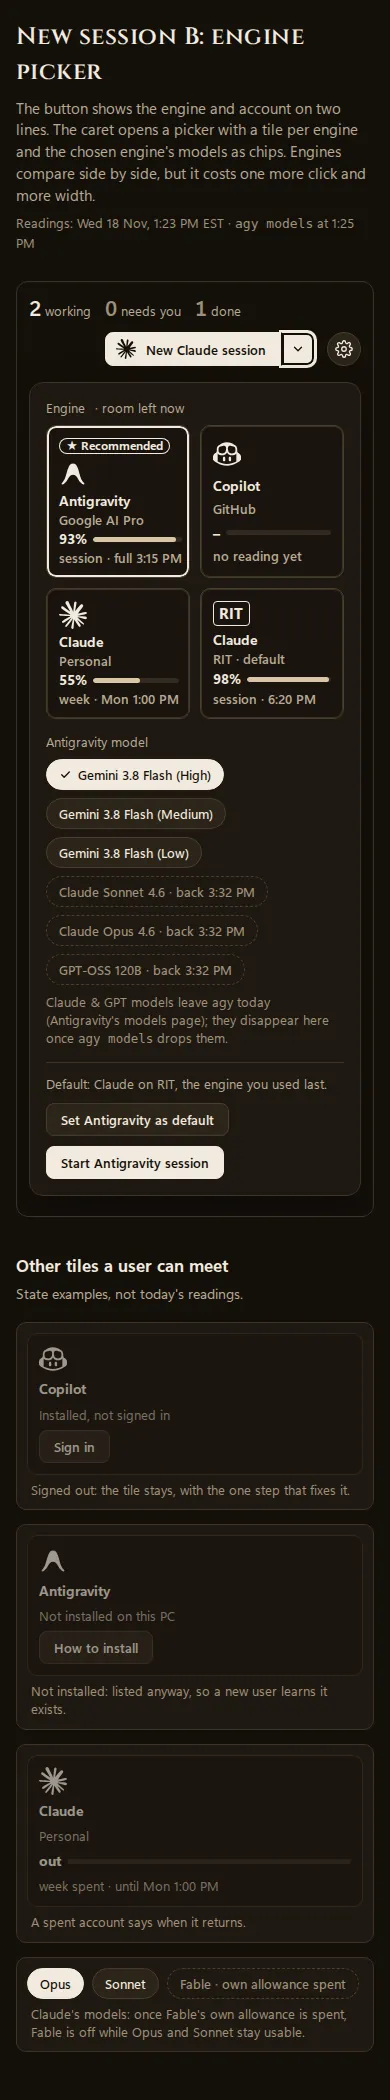 New session B: engine
picker
The button shows the engine and account on two
lines. The caret opens a picker with a tile per engine
and the chosen engine's models as chips. Engines
compare side by side, but it costs one more click and
more width.
Readings: Wed 18 Nov, 1:23 PM EST · agy models at 1:25
PM
2 working 0 needs you 1 done
New Claude session
Engine · room left now
★ Recommended
Antigravity
Google AI Pro
93%
session · full 3:15 PM
Copilot
GitHub
–
no reading yet
Claude
Personal
55%
week · Mon 1:00 PM
RIT
Claude
RIT · default
98%
session · 6:20 PM
Antigravity model
✓ Gemini 3.8 Flash (High)
Gemini 3.8 Flash (Medium)
Gemini 3.8 Flash (Low)
Claude Sonnet 4.6 · back 3:32 PM
Claude Opus 4.6 · back 3:32 PM
GPT-OSS 120B · back 3:32 PM
Claude & GPT models leave agy today
(Antigravity's models page); they disappear here
once agy models drops them.
Default: Claude on RIT, the engine you used last.
Set Antigravity as default
Start Antigravity session
Other tiles a user can meet
State examples, not today's readings.
Copilot
Installed, not signed in
Sign in
Signed out: the tile stays, with the one step that fixes it.
Antigravity
Not installed on this PC
How to install
Not installed: listed anyway, so a new user learns it
exists.
Claude
Personal
out
week spent · until Mon 1:00 PM
A spent account says when it returns.
Opus Sonnet Fable · own allowance spent
Claude's models: once Fable's own allowance is spent,
Fable is off while Opus and Sonnet stay usable.